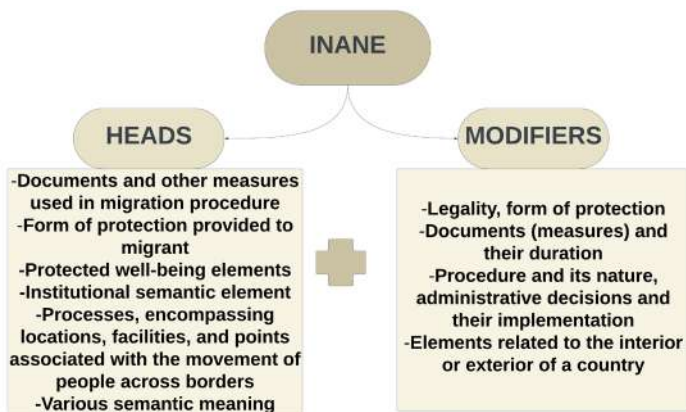 INANE
HEADS
-Documents and other measures
used in migration procedure
-Form of protection provided to
migrant
-Protected well-being elements
-Institutional semantic element
-Processes, encompassing
locations, facilities, and points
associated with the movement of
people across borders
-Various semantic meaning
MODIFIERS
-Legality, form of protection
-Documents (measures) and
their duration
-Procedure and its nature,
administrative decisions and
their implementation
-Elements related to the interior
or exterior of a country